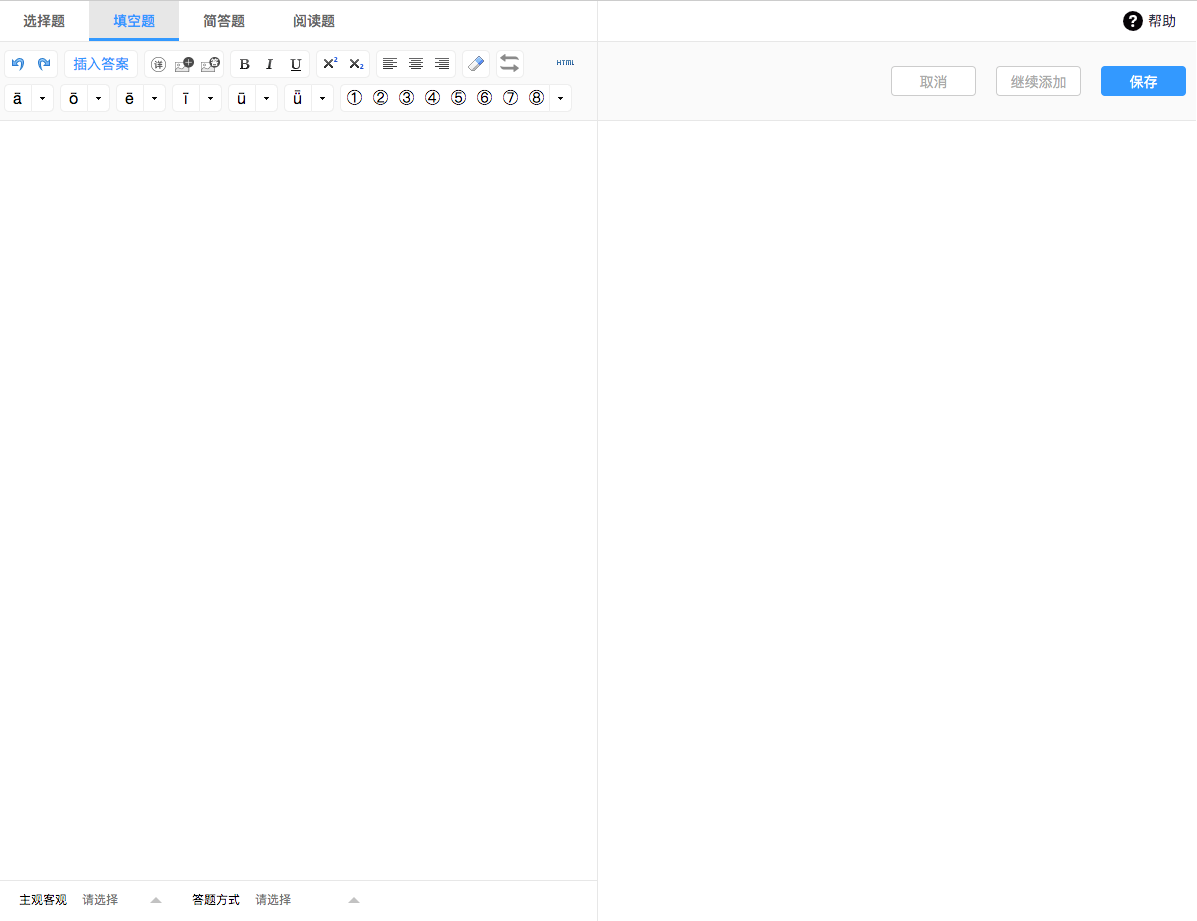 选择题 填空题 简答题 阅读题 ? 帮助
插入答案 详 B I U X² X₂ HTML
取消 继续添加 保存
ā ō ē ī ū ǖ ① ② ③ ④ ⑤ ⑥ ⑦ ⑧
主观客观 请选择 答题方式 请选择